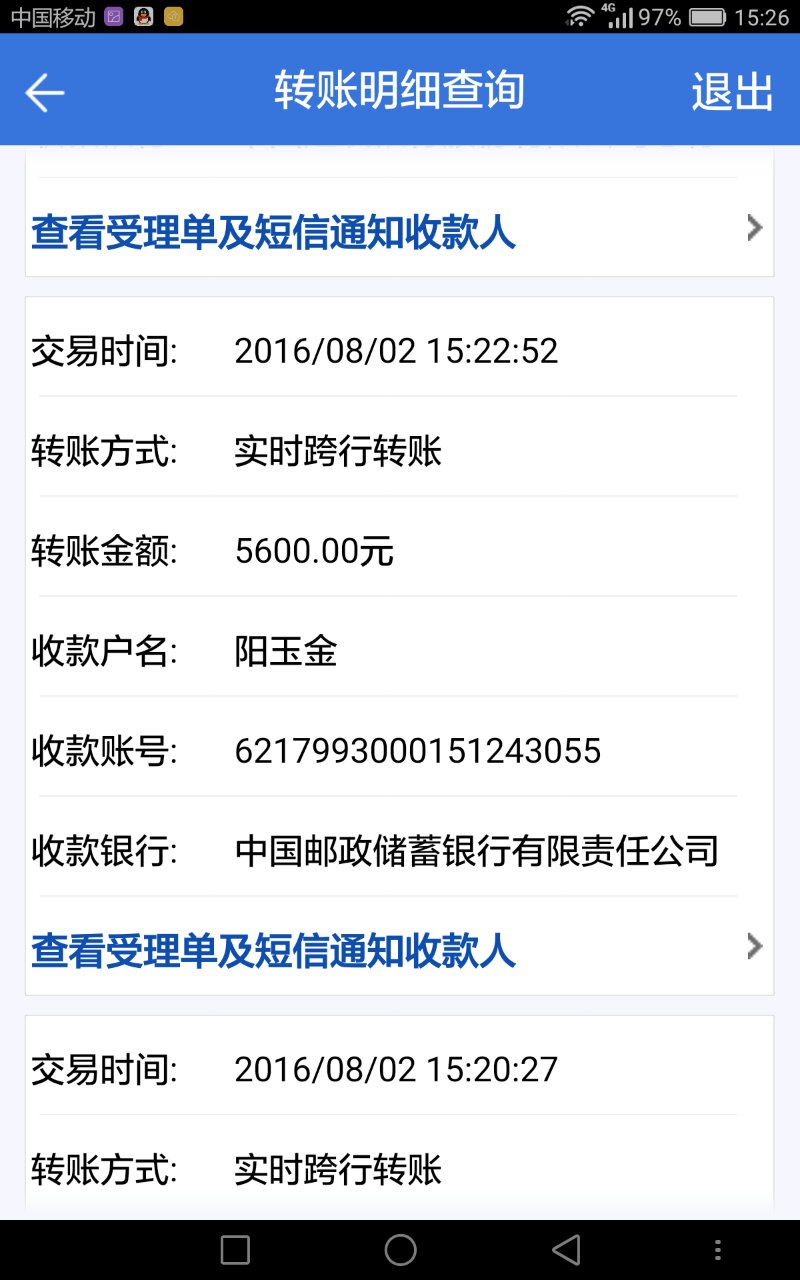 中国移动 4G 97% 15:26
转账明细查询 退出
查看受理单及短信通知收款人
交易时间: 2016/08/02 15:22:52
转账方式: 实时跨行转账
转账金额: 5600.00元
收款户名: 阳玉金
收款账号: 6217993000151243055
收款银行: 中国邮政储蓄银行有限责任公司
查看受理单及短信通知收款人
交易时间: 2016/08/02 15:20:27
转账方式: 实时跨行转账